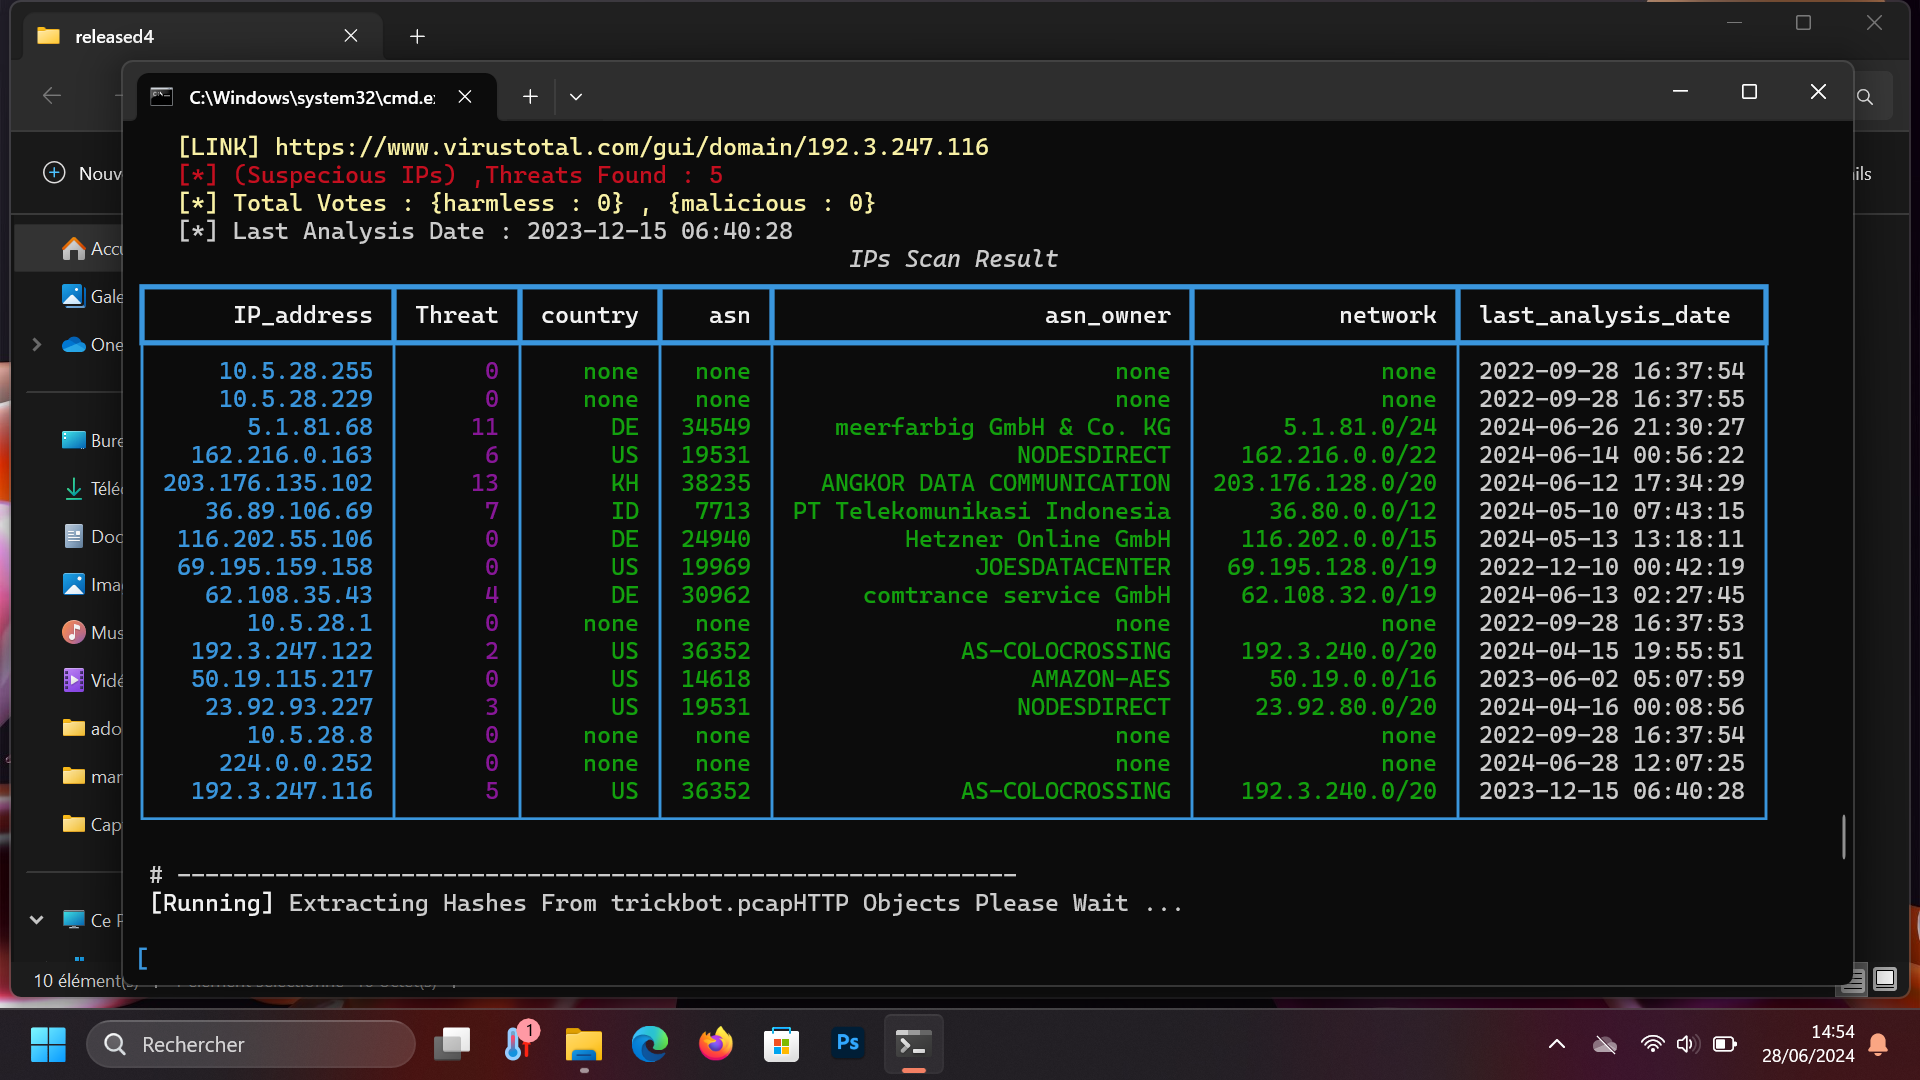 released4
C:\Windows\system32\cmd.e
[LINK] https://www.virustotal.com/gui/domain/192.3.247.116
[*] (Suspecious IPs) ,Threats Found : 5
[*] Total Votes : {harmless : 0} , {malicious : 0}
[*] Last Analysis Date : 2023-12-15 06:40:28
IPs Scan Result
IP_address Threat country asn asn_owner network last_analysis_date
10.5.28.255 0 none none none none 2022-09-28 16:37:54
10.5.28.229 0 none none none none 2022-09-28 16:37:55
5.1.81.68 11 DE 34549 meerfarbig GmbH & Co. KG 5.1.81.0/24 2024-06-26 21:30:27
162.216.0.163 6 US 19531 NODESDIRECT 162.216.0.0/22 2024-06-14 00:56:22
203.176.135.102 13 KH 38235 ANGKOR DATA COMMUNICATION 203.176.128.0/20 2024-06-12 17:34:29
36.89.106.69 7 ID 7713 PT Telekomunikasi Indonesia 36.80.0.0/12 2024-05-10 07:43:15
116.202.55.106 0 DE 24940 Hetzner Online GmbH 116.202.0.0/15 2024-05-13 13:18:11
69.195.159.158 0 US 19969 JOESDATACENTER 69.195.128.0/19 2022-12-10 00:42:19
62.108.35.43 4 DE 30962 comtrance service GmbH 62.108.32.0/19 2024-06-13 02:27:45
10.5.28.1 0 none none none none 2022-09-28 16:37:53
192.3.247.122 2 US 36352 AS-COLOCROSSING 192.3.240.0/20 2024-04-15 19:55:51
50.19.115.217 0 US 14618 AMAZON-AES 50.19.0.0/16 2023-06-02 05:07:59
23.92.93.227 3 US 19531 NODESDIRECT 23.92.80.0/20 2024-04-16 00:08:56
10.5.28.8 0 none none none none 2022-09-28 16:37:54
224.0.0.252 0 none none none none 2024-06-28 12:07:25
192.3.247.116 5 US 36352 AS-COLOCROSSING 192.3.240.0/20 2023-12-15 06:40:28
# ------------------------------------------------------------
[Running] Extracting Hashes From trickbot.pcapHTTP Objects Please Wait ...
[
Nouv
ils
Accu
Gale
One
Bure
Télé
Doc
Ima
Mus
Vidé
ado
mar
Cap
Ce P
10 élément(s)
Rechercher
1
Ps
14:54
28/06/2024